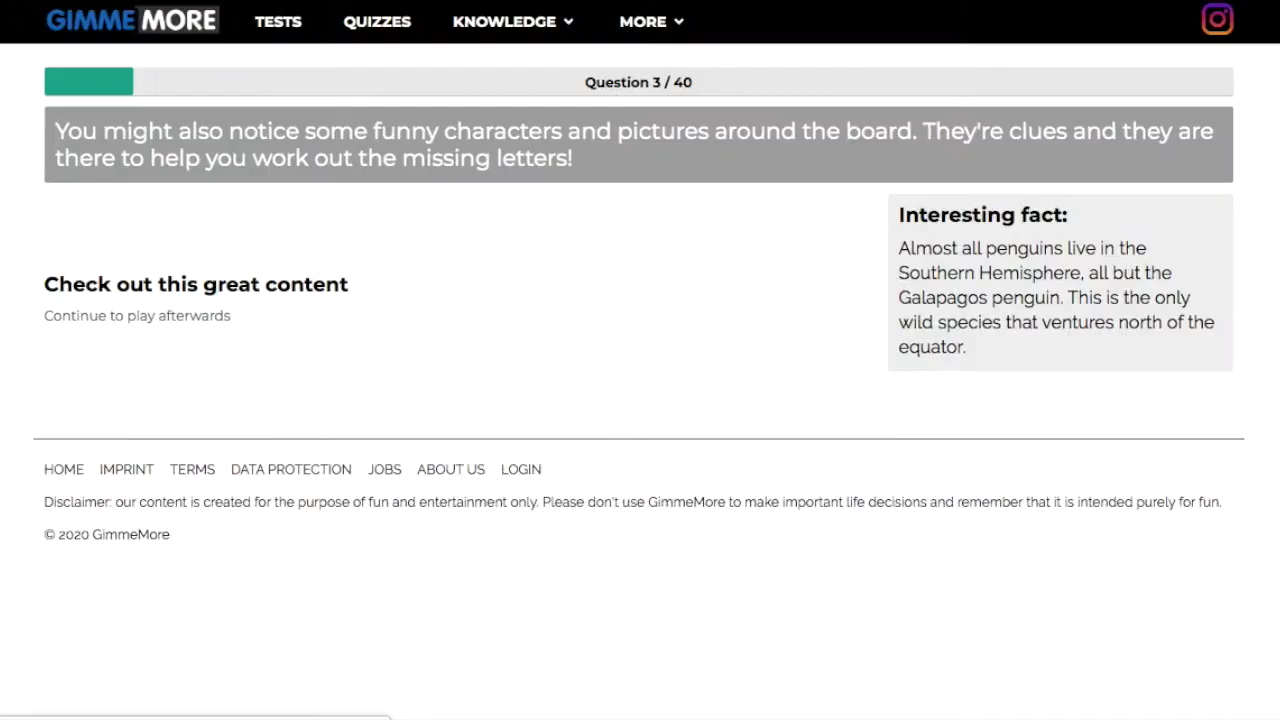 GIMMEMORE TESTS QUIZZES KNOWLEDGE MORE
Question 3 / 40
You might also notice some funny characters and pictures around the board. They're clues and they are
there to help you work out the missing letters!
Check out this great content
Continue to play afterwards
Interesting fact:
Almost all penguins live in the
Southern Hemisphere, all but the
Galapagos penguin. This is the only
wild species that ventures north of the
equator.
HOME IMPRINT TERMS DATA PROTECTION JOBS ABOUT US LOGIN
Disclaimer: our content is created for the purpose of fun and entertainment only. Please don't use GimmeMore to make important life decisions and remember that it is intended purely for fun.
© 2020 GimmeMore